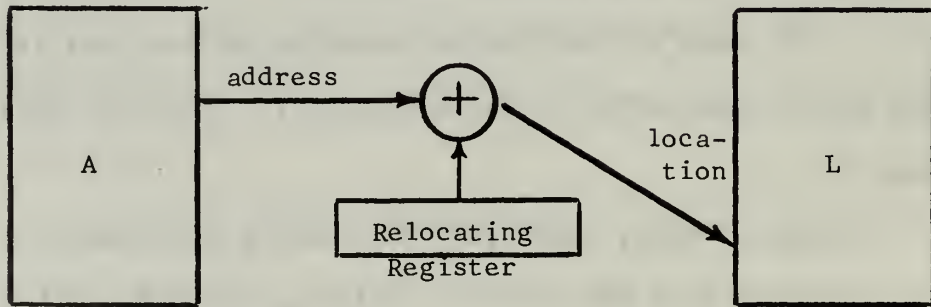 address
+
A
loca-
tion
L
Relocating
Register